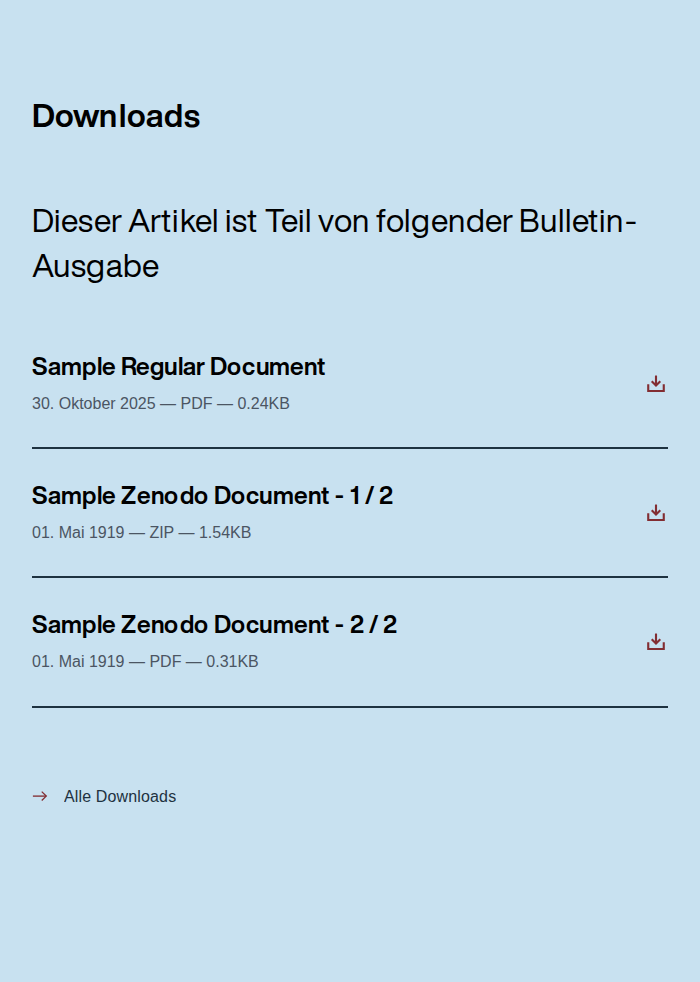 Downloads
Dieser Artikel ist Teil von folgender Bulletin-
Ausgabe
Sample Regular Document
30. Oktober 2025 — PDF — 0.24KB
Sample Zenodo Document - 1 / 2
01. Mai 1919 — ZIP — 1.54KB
Sample Zenodo Document - 2 / 2
01. Mai 1919 — PDF — 0.31KB
Alle Downloads